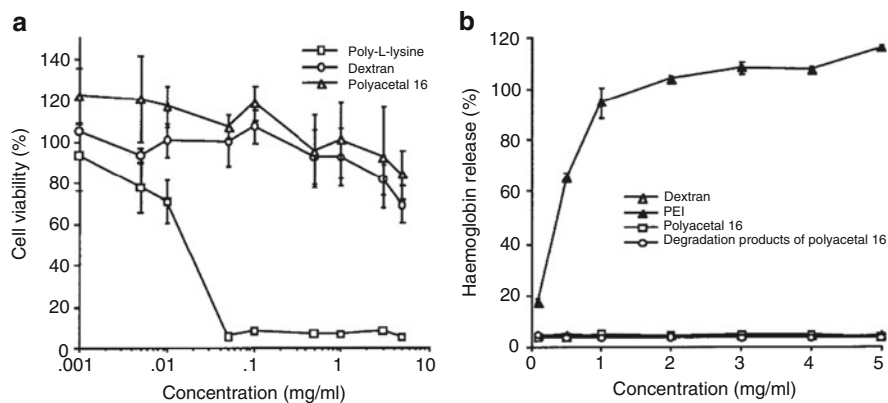 a
Cell viability (%)
140
120
100
80
60
40
20
0
.001
.01
.1
1
10
Concentration (mg/ml)
Poly-L-lysine
Dextran
Polyacetal 16
b
Haemoglobin release (%)
120
100
80
60
40
20
0
0
1
2
3
4
5
Concentration (mg/ml)
Dextran
PEI
Polyacetal 16
Degradation products of polyacetal 16